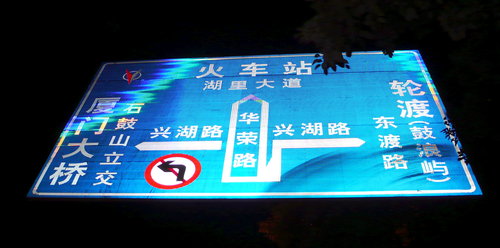 火车站
湖里大道
厦门大桥
石鼓山立交
兴湖路
华荣路
兴湖路
东渡路
轮渡(鼓浪屿)